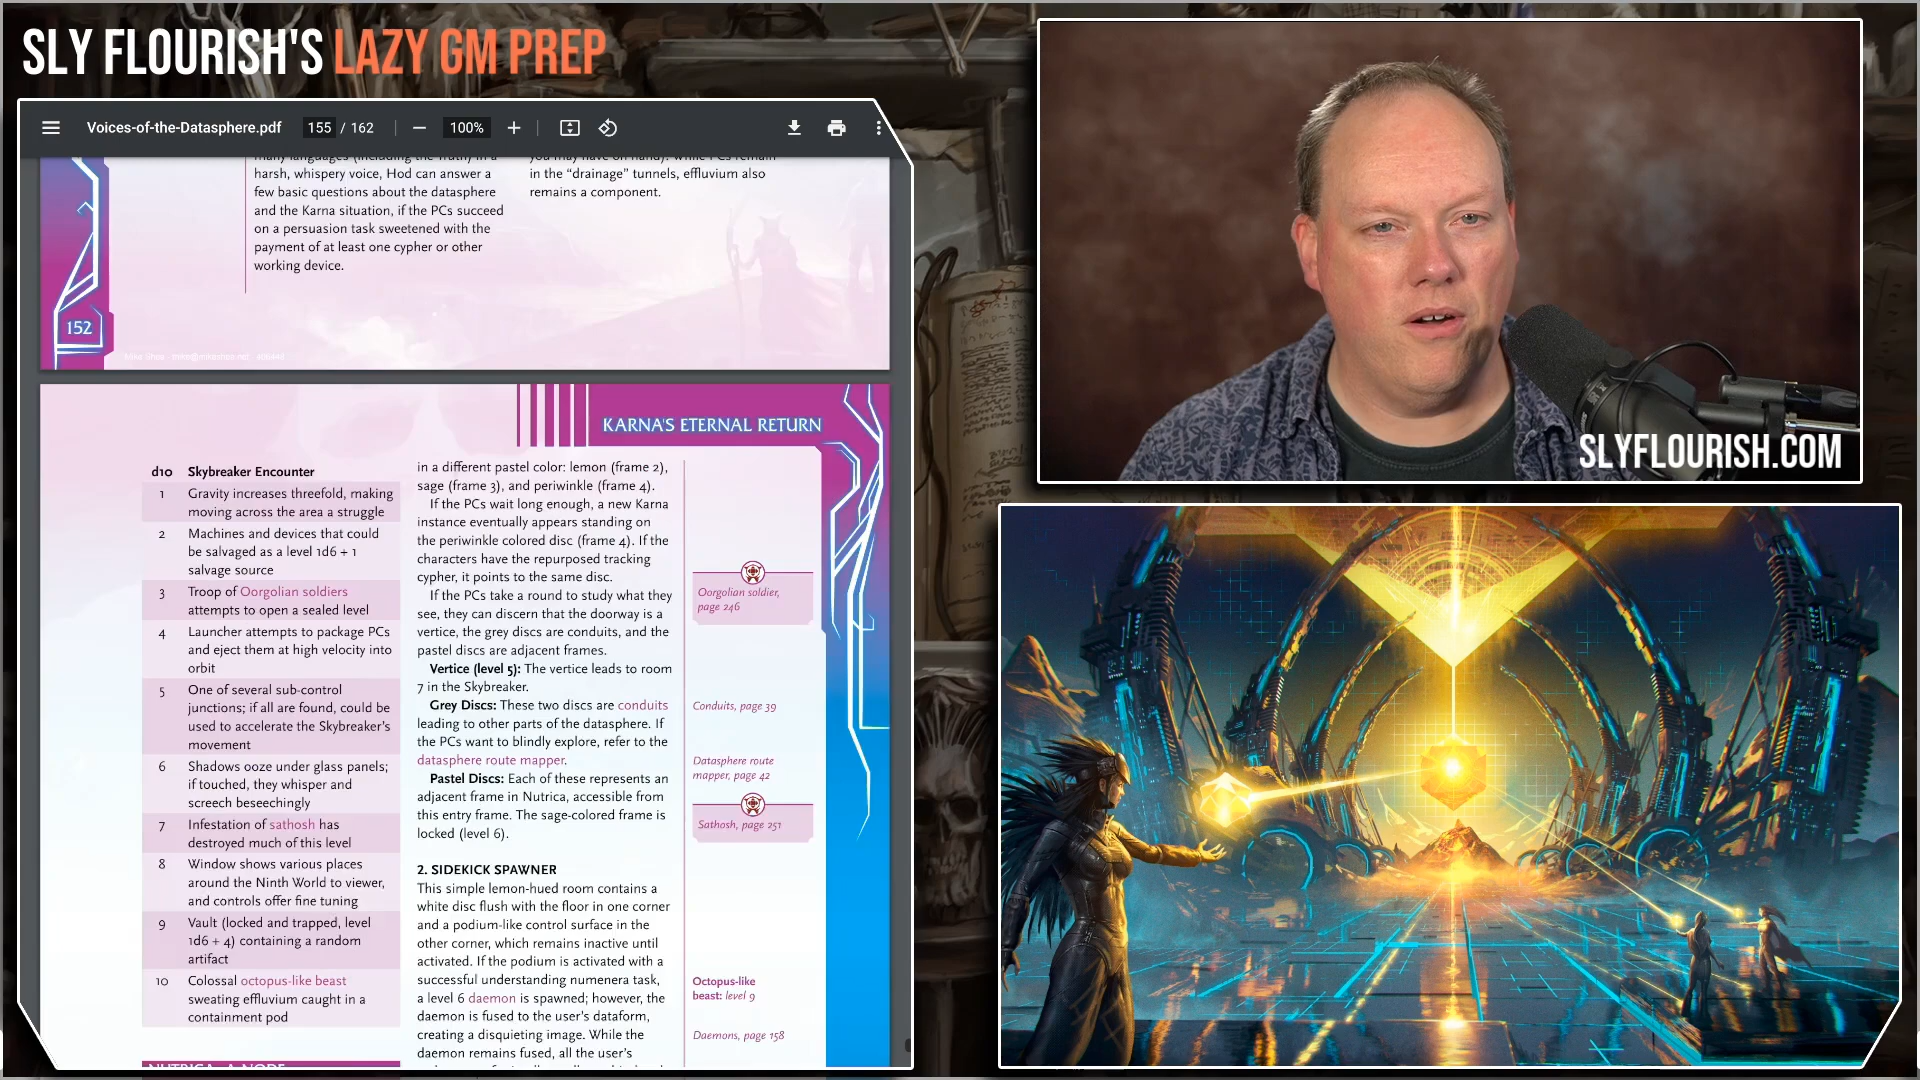 SLY FLOURISH'S LAZY GM PREP
Voices-of-the-Datasphere.pdf 155 / 162 100%
many languages (including the Truth) in a
harsh, whispery voice, Hod can answer a
few basic questions about the datasphere
and the Karna situation, if the PCs succeed
on a persuasion task sweetened with the
payment of at least one cypher or other
working device.
you may have on hand). While PCs remain
in the “drainage” tunnels, effluvium also
remains a component.
152
KARNA'S ETERNAL RETURN
d10 Skybreaker Encounter
1 Gravity increases threefold, making
moving across the area a struggle
2 Machines and devices that could
be salvaged as a level 1d6 + 1
salvage source
3 Troop of Oorgolian soldiers
attempts to open a sealed level
4 Launcher attempts to package PCs
and eject them at high velocity into
orbit
5 One of several sub-control
junctions; if all are found, could be
used to accelerate the Skybreaker's
movement
6 Shadows ooze under glass panels;
if touched, they whisper and
screech beseechingly
7 Infestation of sathosh has
destroyed much of this level
8 Window shows various places
around the Ninth World to viewer,
and controls offer fine tuning
9 Vault (locked and trapped, level
1d6 + 4) containing a random
artifact
10 Colossal octopus-like beast
sweating effluvium caught in a
containment pod
NUTRICA: A NODE
in a different pastel color: lemon (frame 2),
sage (frame 3), and periwinkle (frame 4).
If the PCs wait long enough, a new Karna
instance eventually appears standing on
the periwinkle colored disc (frame 4). If the
characters have the repurposed tracking
cypher, it points to the same disc.
If the PCs take a round to study what they
see, they can discern that the doorway is a
vertice, the grey discs are conduits, and the
pastel discs are adjacent frames.
Vertice (level 5): The vertice leads to room
7 in the Skybreaker.
Grey Discs: These two discs are conduits
leading to other parts of the datasphere. If
the PCs want to blindly explore, refer to the
datasphere route mapper.
Pastel Discs: Each of these represents an
adjacent frame in Nutrica, accessible from
this entry frame. The sage-colored frame is
locked (level 6).
2. SIDEKICK SPAWNER
This simple lemon-hued room contains a
white disc flush with the floor in one corner
and a podium-like control surface in the
other corner, which remains inactive until
activated. If the podium is activated with a
successful understanding numenera task,
a level 6 daemon is spawned; however, the
daemon is fused to the user's dataform,
creating a disquieting image. While the
daemon remains fused, all the user's
Oorgolian soldier,
page 246
Conduits, page 39
Datasphere route
mapper, page 42
Sathosh, page 251
Octopus-like
beast: level 9
Daemons, page 158
SLYFLOURISH.COM